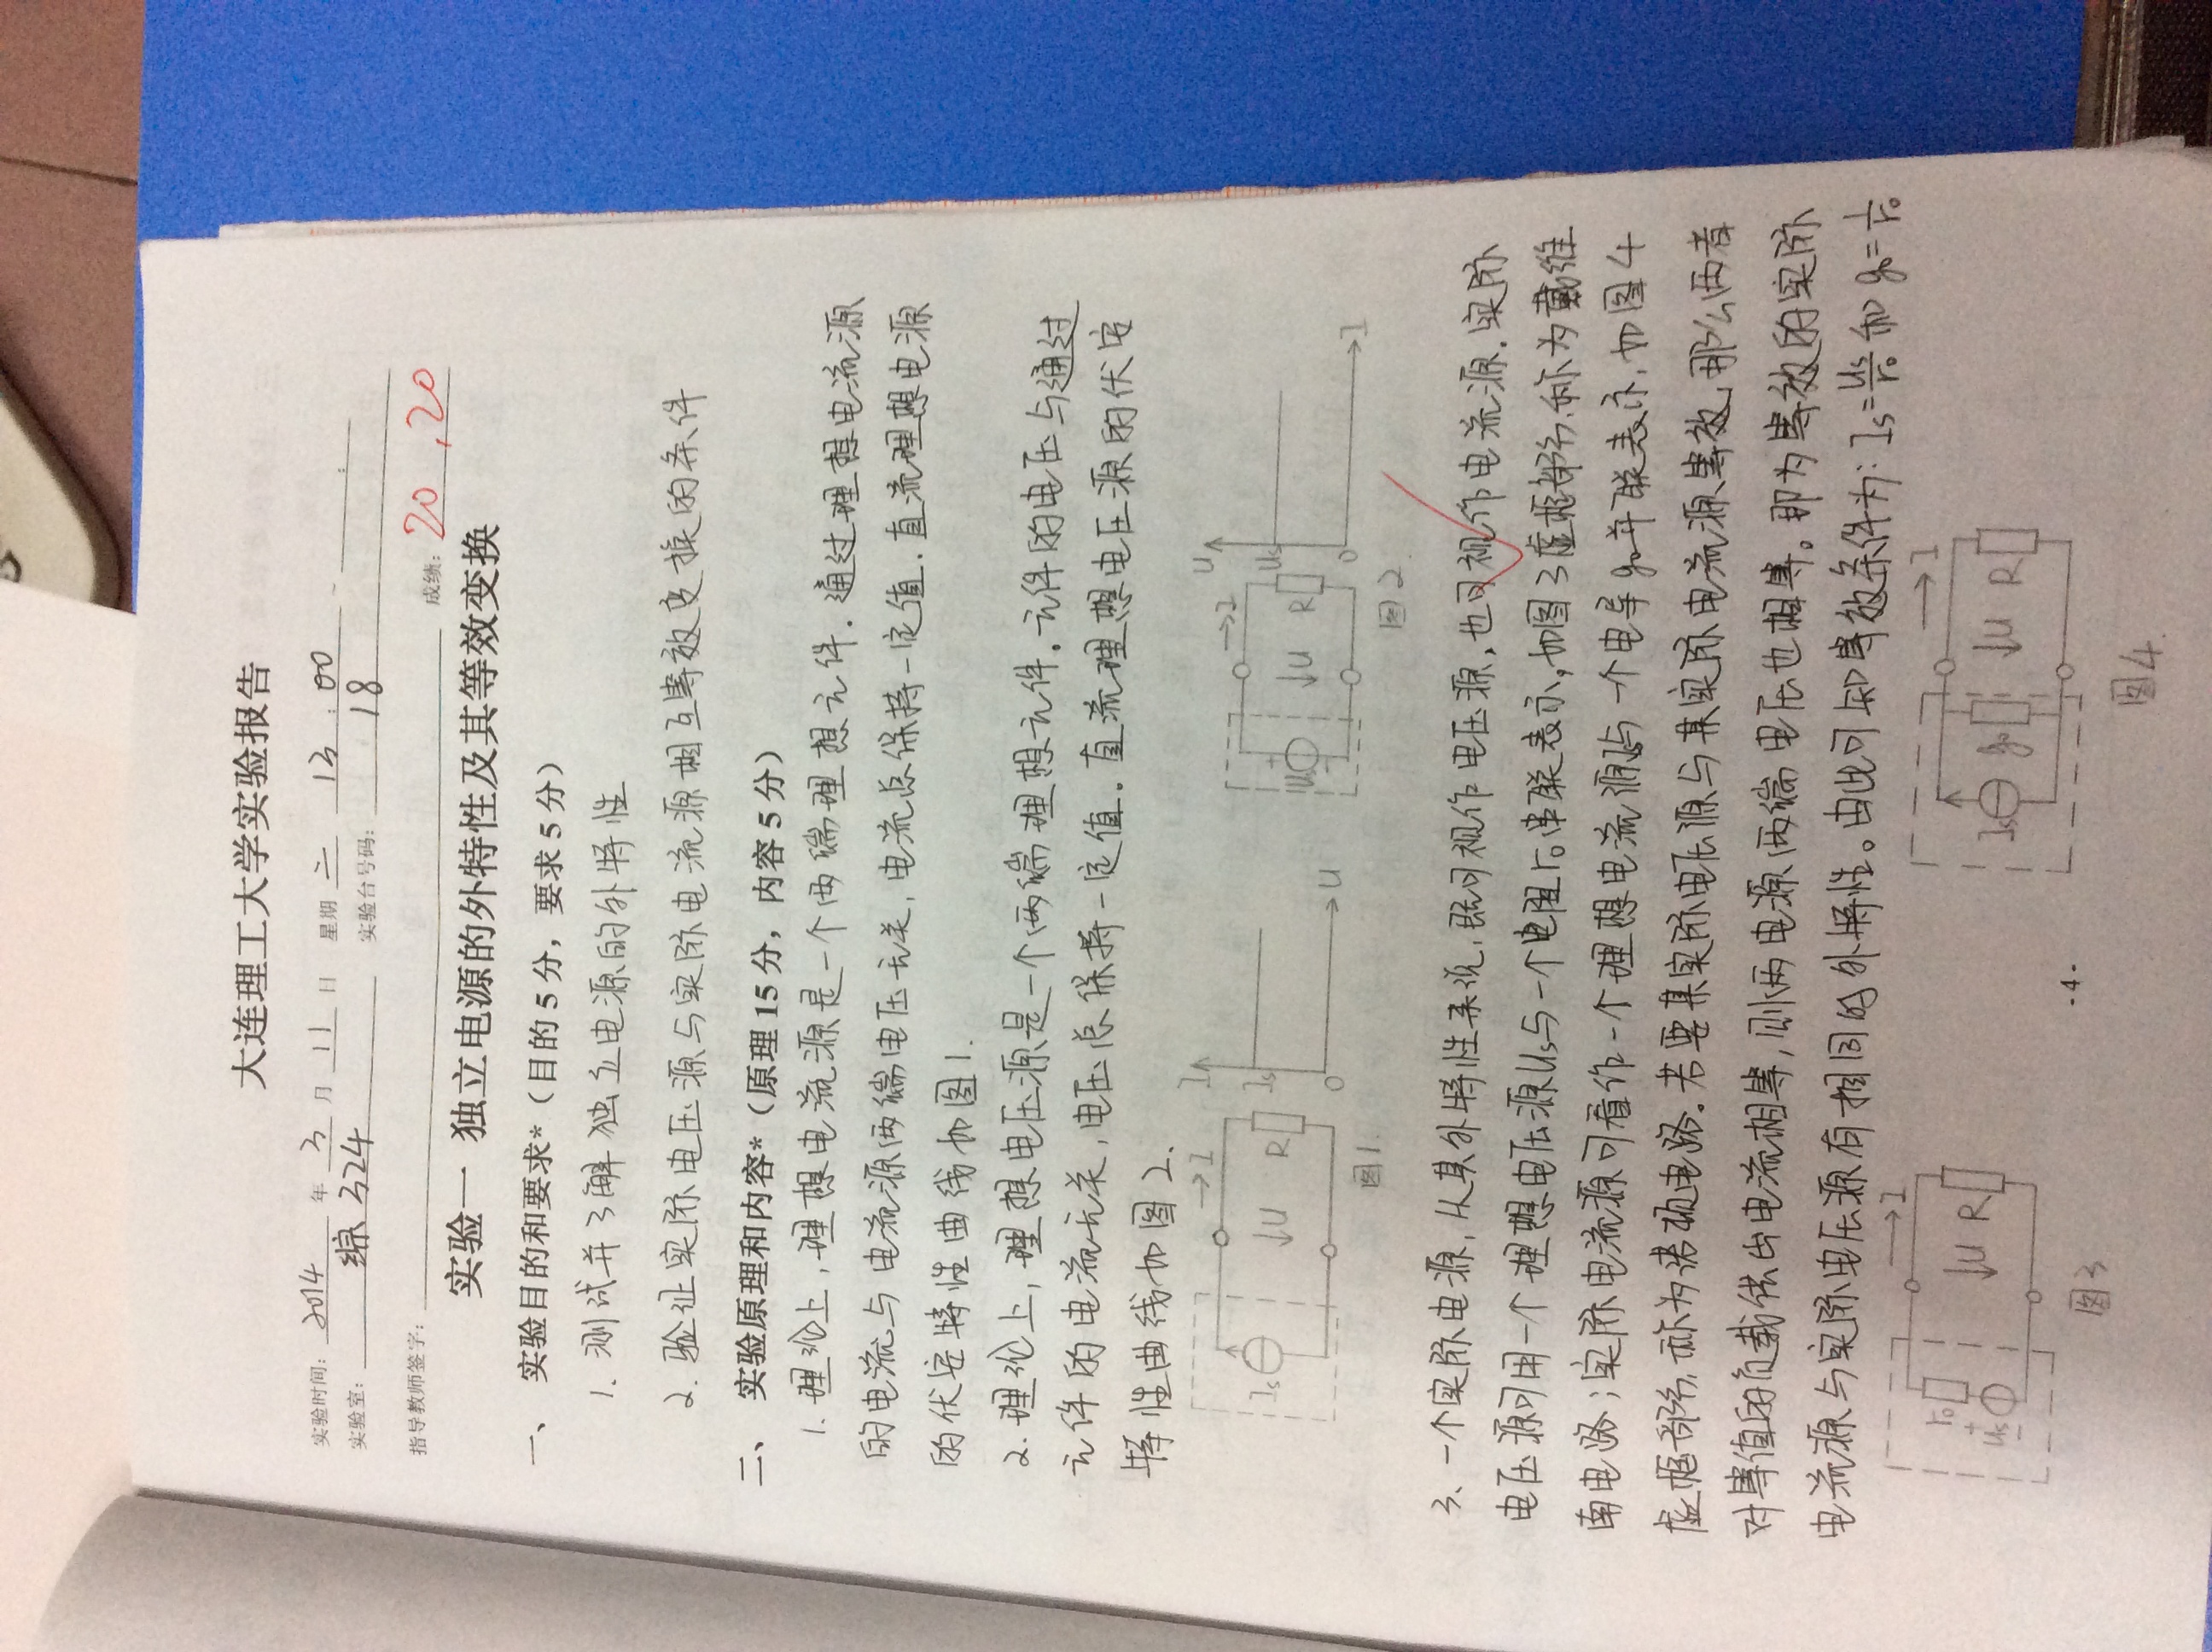 大连理工大学实验报告
实验时间: 2014 年 3 月 11 日 星期 二 13 : 00 - :
实验室: 综 324 实验台号码: 18
指导教师签字: 成绩: 20 , 20
实验一 独立电源的外特性及其等效变换
一、 实验目的和要求*（目的 5 分，要求 5 分）
1. 测试并了解独立电源的外特性
2. 验证实际电压源与实际电流源相互等效变换的条件
二、 实验原理和内容*（原理 15 分，内容 5 分）
1. 理论上,理想电流源是一个两端理想元件. 通过理想电流源
的电流与电流源两端电压无关, 电流总保持一定值. 直流理想电源
的伏安特性曲线如图1.
2. 理论上, 理想电压源是一个两端理想元件. 元件的电压与通过
元件的电流无关, 电压总保持一定值. 直流理想电压源的伏安
特性曲线如图2.
→I I →I U
Is ↓U R Is Us ↓U R Us
O U O I
图1. 图2.
3、一个实际电源, 从其外特性来说, 既可视作电压源, 也可视作电流源. 实际
电压源可用一个理想电压源Us与一个电阻r₀串联表示, 如图3虚框部分, 称为戴维
南电路; 实际电流源可看作一个理想电流源Is与一个电导g₀并联表示, 如图4
虚框部分, 称为诺顿电路. 若要某实际电压源与某实际电流源等效, 那么两者
对等值的负载供出电流相等, 则两电源两端电压也相等。即为等效的实际
电流源与实际电压源有相同的外特性。由此可知等效条件为: Is=Us/r₀ 和 g₀=1/r₀
→I →I
r₀ + Us - ↓U R Is g₀ ↓U R
图3
- 4 -
图4.